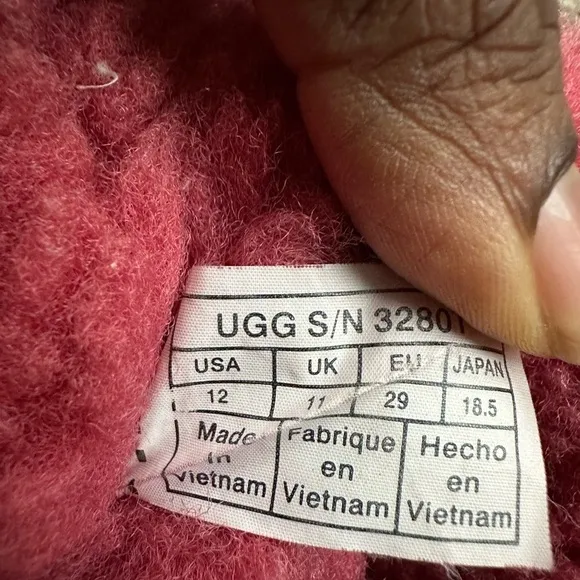 UGG S/N 32801
USA UK EU JAPAN
12 11 29 18.5
Made Fabrique Hecho
in en en
Vietnam Vietnam Vietnam